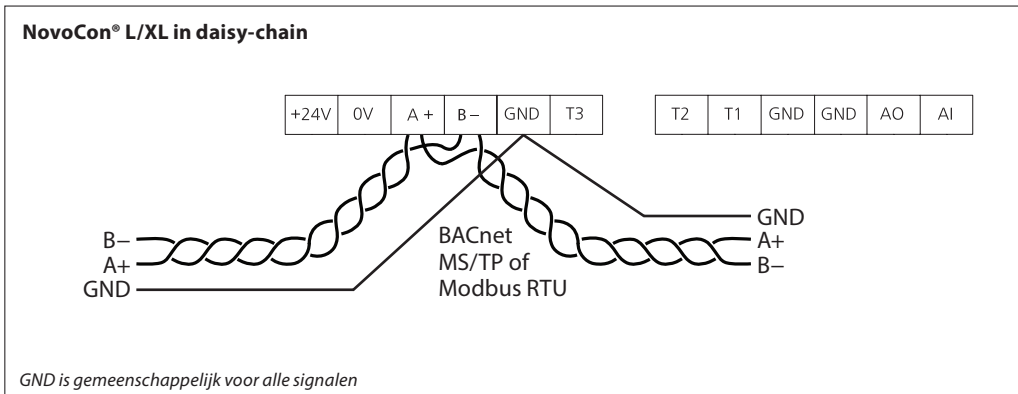 NovoCon® L/XL in daisy-chain
+24V 0V A + B – GND T3 T2 T1 GND GND AO AI
GND
B– A+
A+ B–
GND
BACnet
MS/TP of
Modbus RTU
GND is gemeenschappelijk voor alle signalen